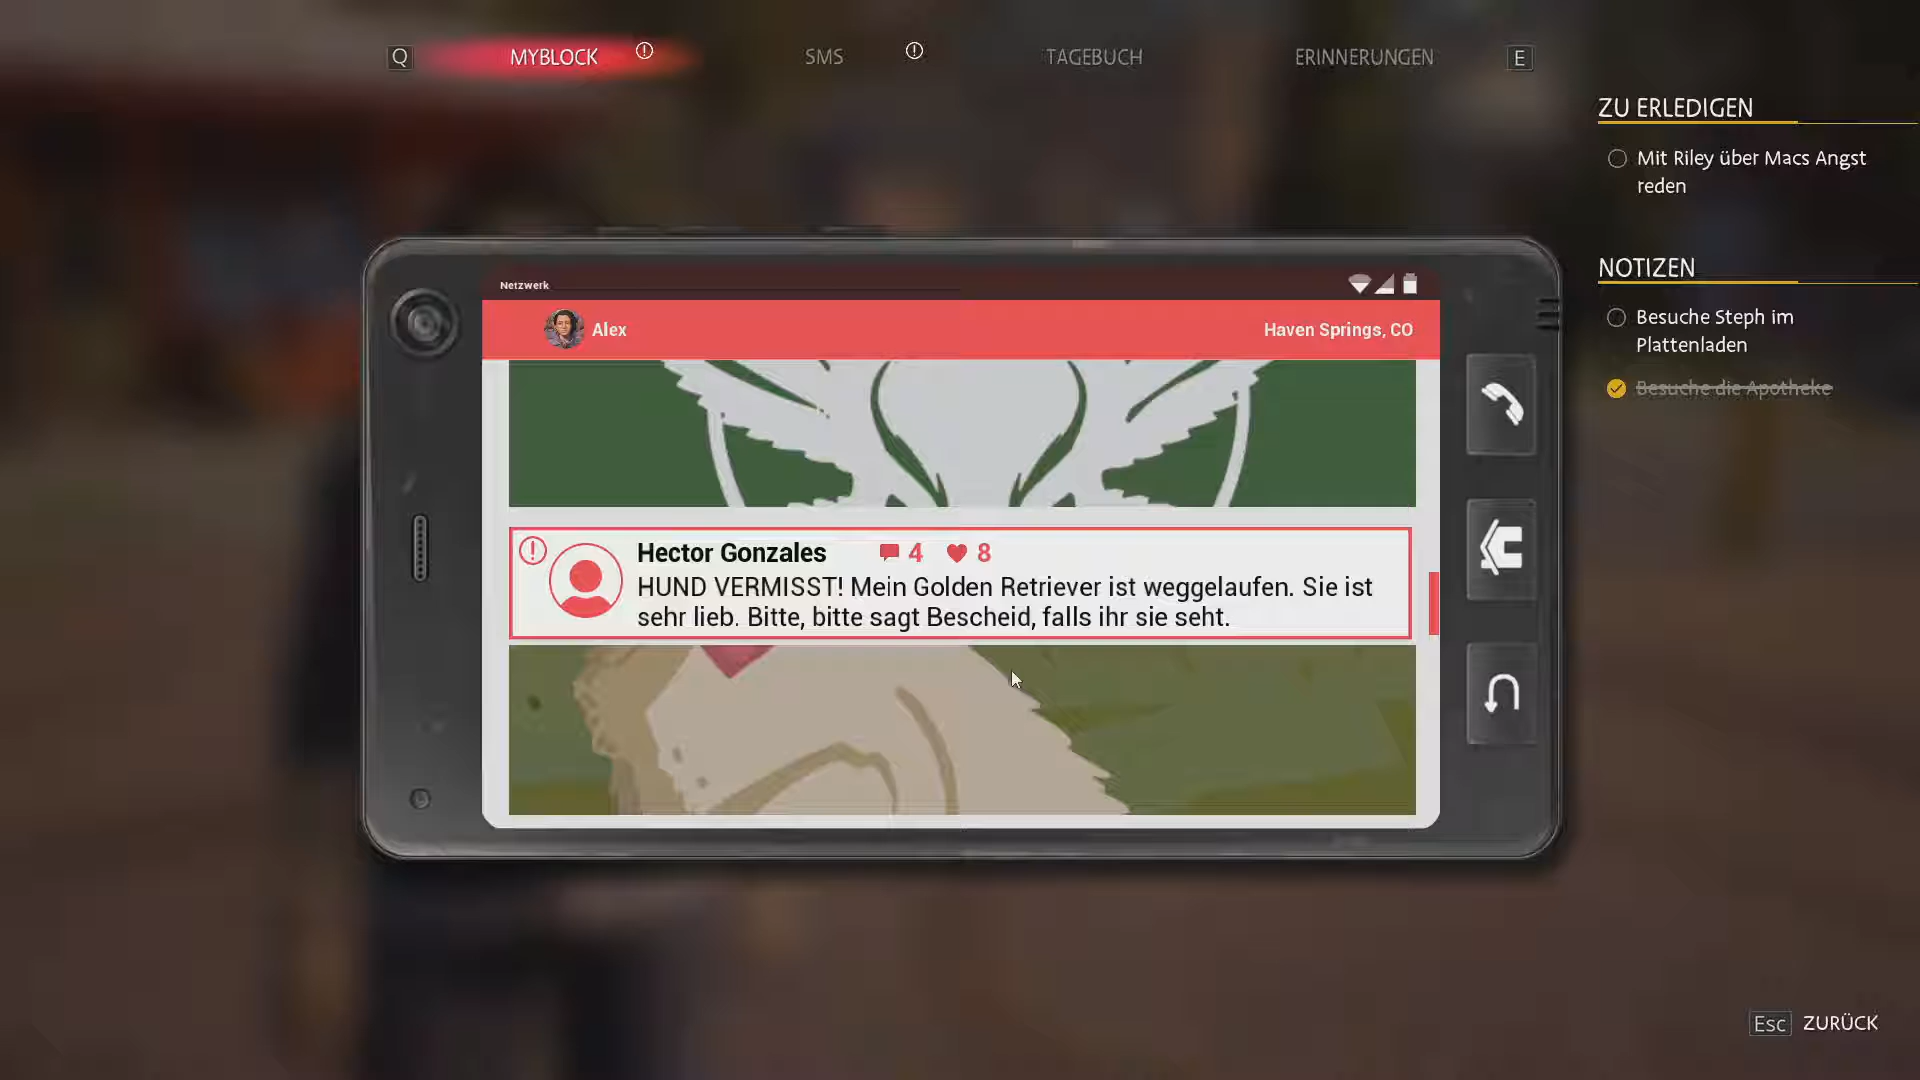 Q
MYBLOCK
SMS
TAGEBUCH
ERINNERUNGEN
E
ZU ERLEDIGEN
Mit Riley über Macs Angst
reden
NOTIZEN
Besuche Steph im
Plattenladen
Besuche die Apotheke
Netzwerk
Alex
Haven Springs, CO
Hector Gonzales 4 8
HUND VERMISST! Mein Golden Retriever ist weggelaufen. Sie ist
sehr lieb. Bitte, bitte sagt Bescheid, falls ihr sie seht.
Esc ZURÜCK